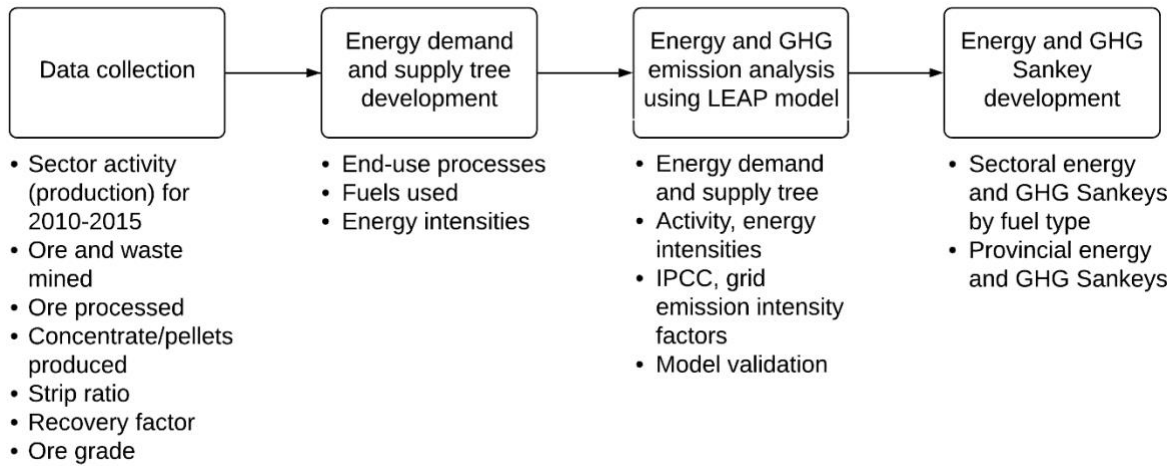 Data collection
• Sector activity
(production) for
2010-2015
• Ore and waste
mined
• Ore processed
• Concentrate/pellets
produced
• Strip ratio
• Recovery factor
• Ore grade
Energy demand
and supply tree
development
• End-use processes
• Fuels used
• Energy intensities
Energy and GHG
emission analysis
using LEAP model
• Energy demand
and supply tree
• Activity, energy
intensities
• IPCC, grid
emission intensity
factors
• Model validation
Energy and GHG
Sankey
development
• Sectoral energy
and GHG Sankeys
by fuel type
• Provincial energy
and GHG Sankeys